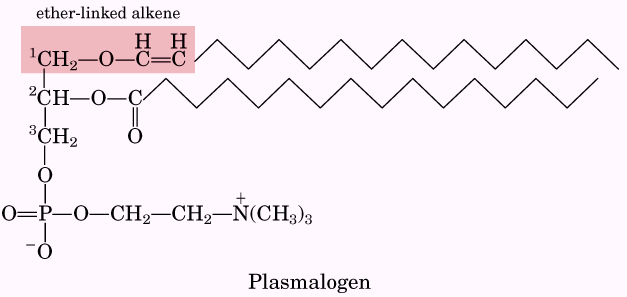 ether-linked alkene
H H
¹CH₂—O—C=C
²CH—O—C
³CH₂ O
O
O=P—O—CH₂—CH₂—N⁺(CH₃)₃
⁻O
Plasmalogen